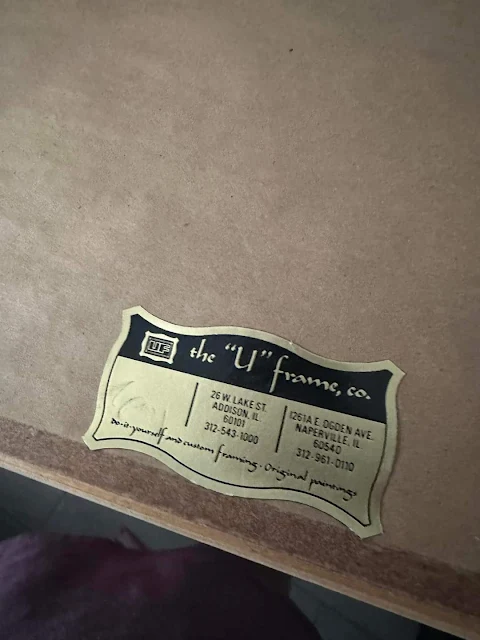 UFC
the "U" frame, co.
26 W. LAKE ST.
ADDISON, IL
60101
312-543-1000
1261A E. OGDEN AVE.
NAPERVILLE, IL
60540
312-961-0110
do-it-yourself and custom framing · Original paintings